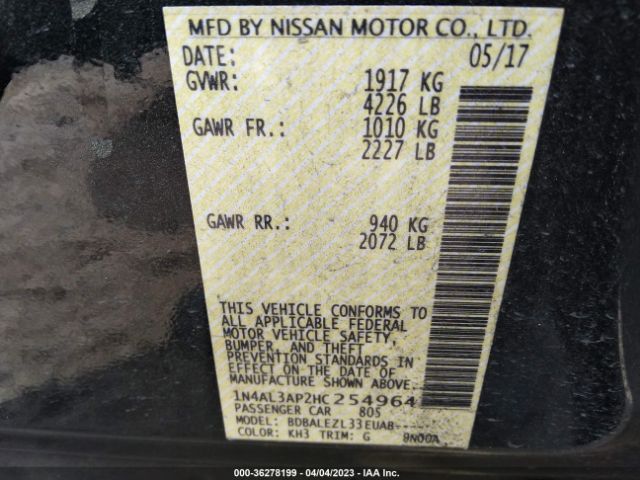 MFD BY NISSAN MOTOR CO., LTD.
DATE: 05/17
GVWR: 1917 KG
4226 LB
GAWR FR.: 1010 KG
2227 LB
GAWR RR.: 940 KG
2072 LB
THIS VEHICLE CONFORMS TO
ALL APPLICABLE FEDERAL
MOTOR VEHICLE SAFETY,
BUMPER, AND THEFT
PREVENTION STANDARDS IN
EFFECT ON THE DATE OF
MANUFACTURE SHOWN ABOVE.
1N4AL3AP2HC254964
PASSENGER CAR 805
MODEL: BDBALEZL33EUAB-----
COLOR: KH3 TRIM: G 9N00A
000-36278199 - 04/04/2023 - IAA Inc.